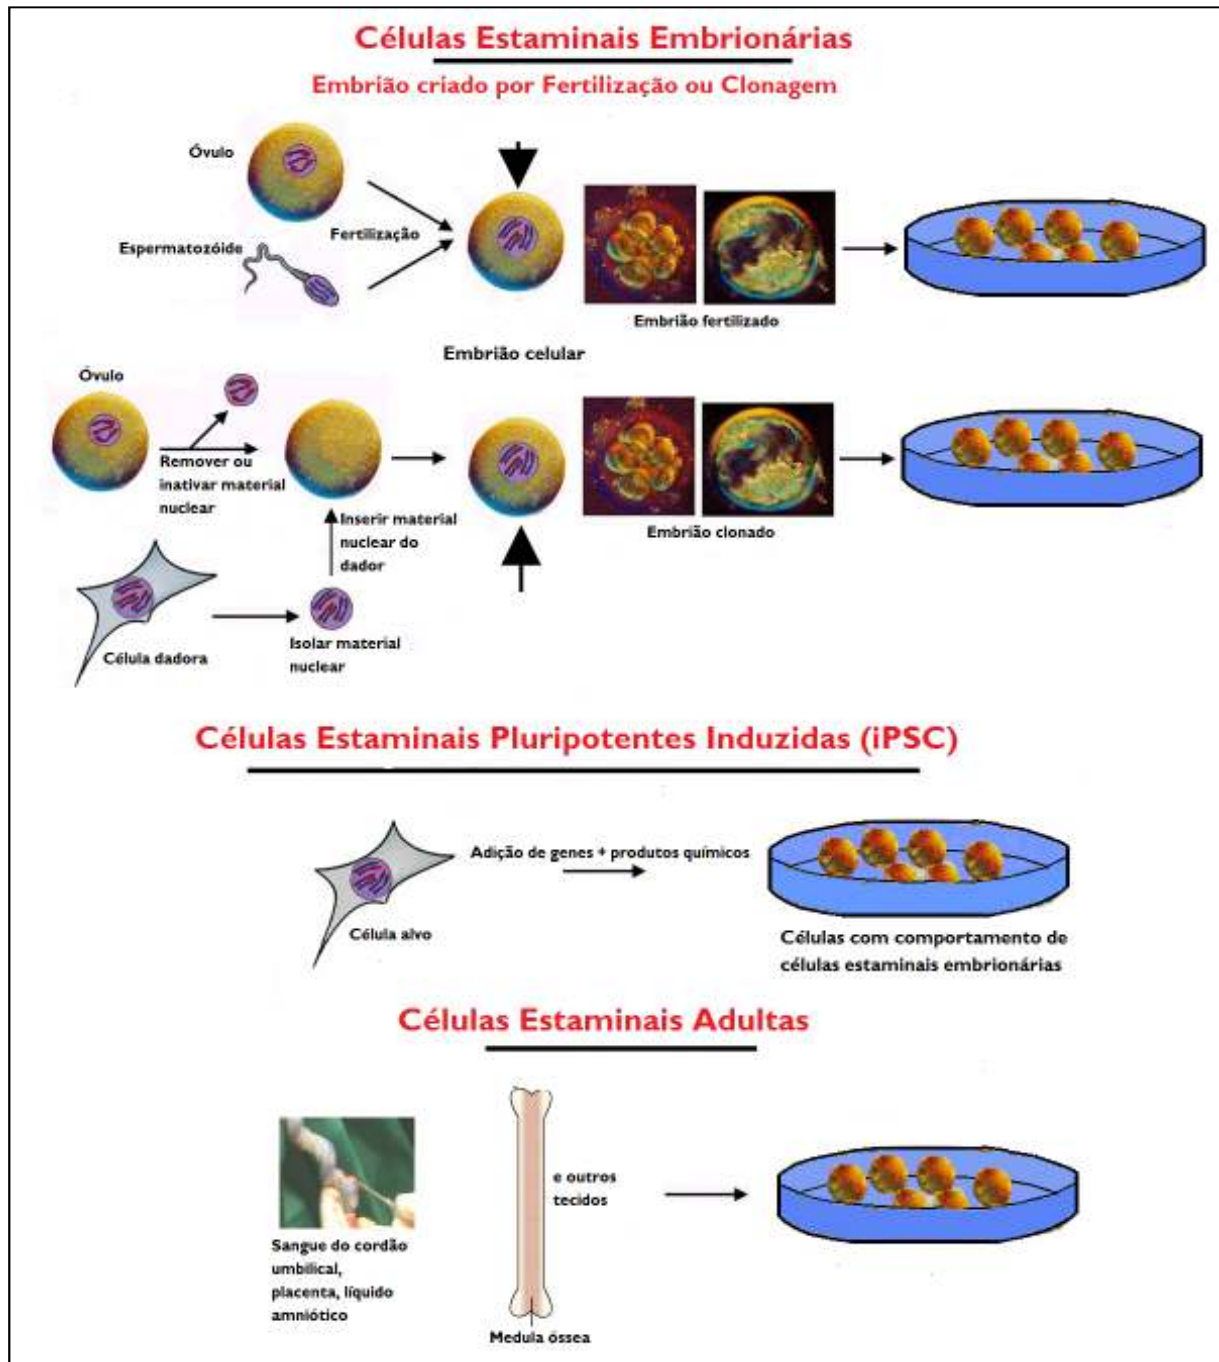 Células Estaminais Embrionárias
Embrião criado por Fertilização ou Clonagem
Óvulo
Fertilização
Espermatozóide
Embrião fertilizado
Embrião celular
Óvulo
Remover ou
inativar material
nuclear
Inserir material
nuclear do
dador
Embrião clonado
Célula dadora
Isolar material
nuclear
Células Estaminais Pluripotentes Induzidas (iPSC)
Adição de genes + produtos químicos
Célula alvo
Células com comportamento de
células estaminais embrionárias
Células Estaminais Adultas
e outros
tecidos
Sangue do cordão
umbilical,
placenta, líquido
amniótico
Medula óssea